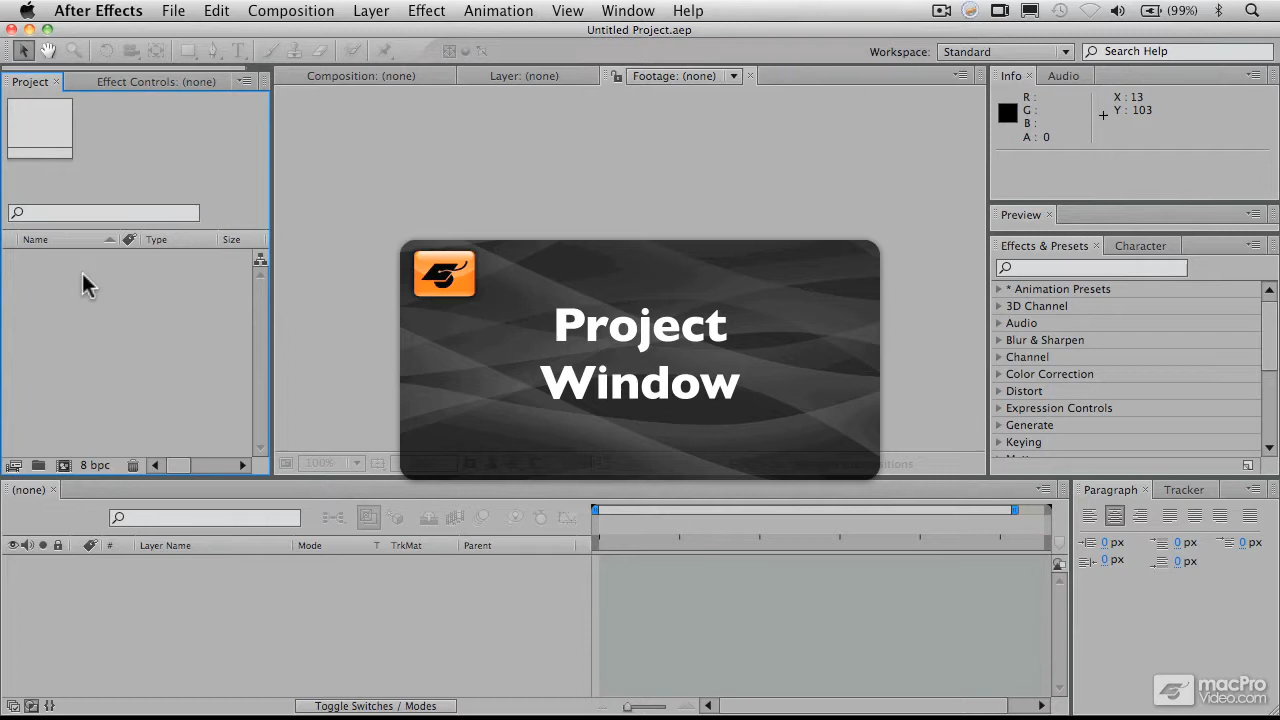 After Effects File Edit Composition Layer Effect Animation View Window Help (99%)
Untitled Project.aep
Workspace: Standard Search Help
Project Effect Controls: (none)
Composition: (none) Layer: (none) Footage: (none)
Info Audio
R :
G :
B :
A : 0
X : 13
Y : 103
Name Type Size
Preview
Effects & Presets Character
* Animation Presets
3D Channel
Audio
Blur & Sharpen
Channel
Color Correction
Distort
Expression Controls
Generate
Keying
Project
Window
8 bpc
100%
(none)
# Layer Name Mode T TrkMat Parent
Toggle Switches / Modes
Paragraph Tracker
0 px 0 px 0 px
0 px 0 px
macPro
Video.com